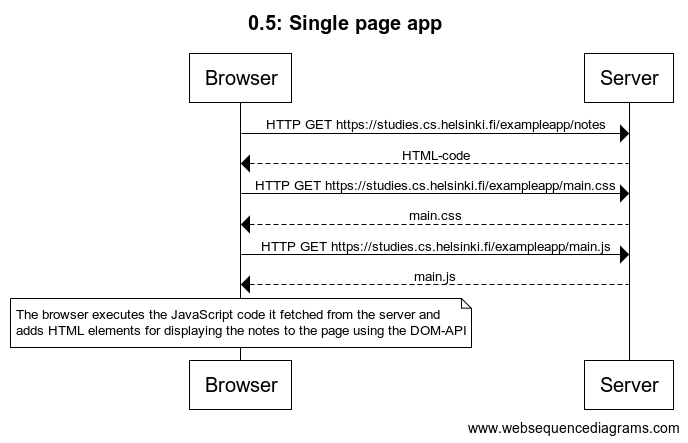 0.5: Single page app
Browser
Server
HTTP GET https://studies.cs.helsinki.fi/exampleapp/notes
HTML-code
HTTP GET https://studies.cs.helsinki.fi/exampleapp/main.css
main.css
HTTP GET https://studies.cs.helsinki.fi/exampleapp/main.js
main.js
The browser executes the JavaScript code it fetched from the server and
adds HTML elements for displaying the notes to the page using the DOM-API
Browser
Server
www.websequencediagrams.com